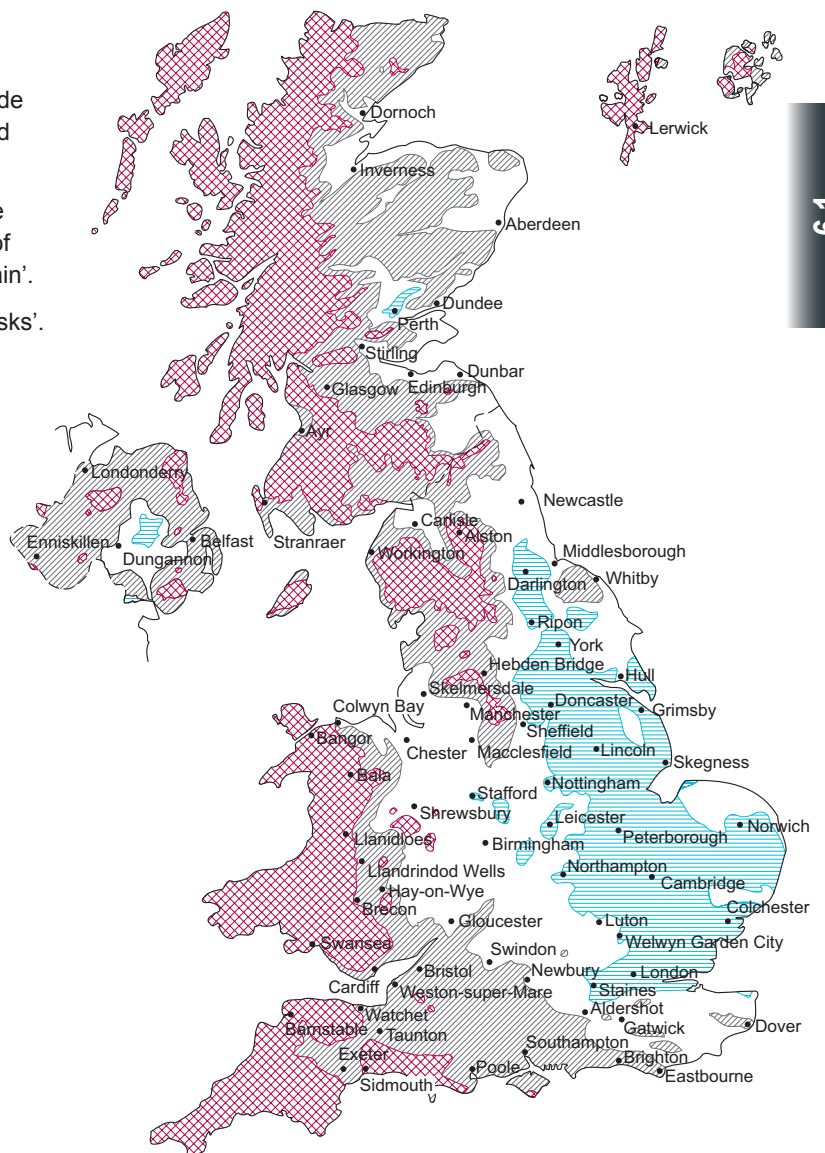 de
d
e
of
ain’.
sks’.
6.1
Dornoch
Lerwick
Inverness
Aberdeen
Dundee
Perth
Stirling
Dunbar
Edinburgh
Glasgow
Ayr
Londonderry
Newcastle
Carlisle
Alston
Stranraer
Enniskillen
Belfast
Dungannon
Workington
Middlesborough
Darlington
Whitby
Ripon
York
Hebden Bridge
Hull
Skelmersdale
Colwyn Bay
Doncaster
Grimsby
Manchester
Sheffield
Bangor
Chester
Macclesfield
Lincoln
Skegness
Bala
Nottingham
Stafford
Shrewsbury
Leicester
Norwich
Peterborough
Llanidloes
Birmingham
Llandrindod Wells
Northampton
Cambridge
Hay-on-Wye
Brecon
Colchester
Gloucester
Luton
Welwyn Garden City
Swansea
Swindon
London
Bristol
Newbury
Cardiff
Weston-super-Mare
Staines
Watchet
Aldershot
Barnstable
Taunton
Gatwick
Dover
Southampton
Exeter
Poole
Brighton
Sidmouth
Eastbourne